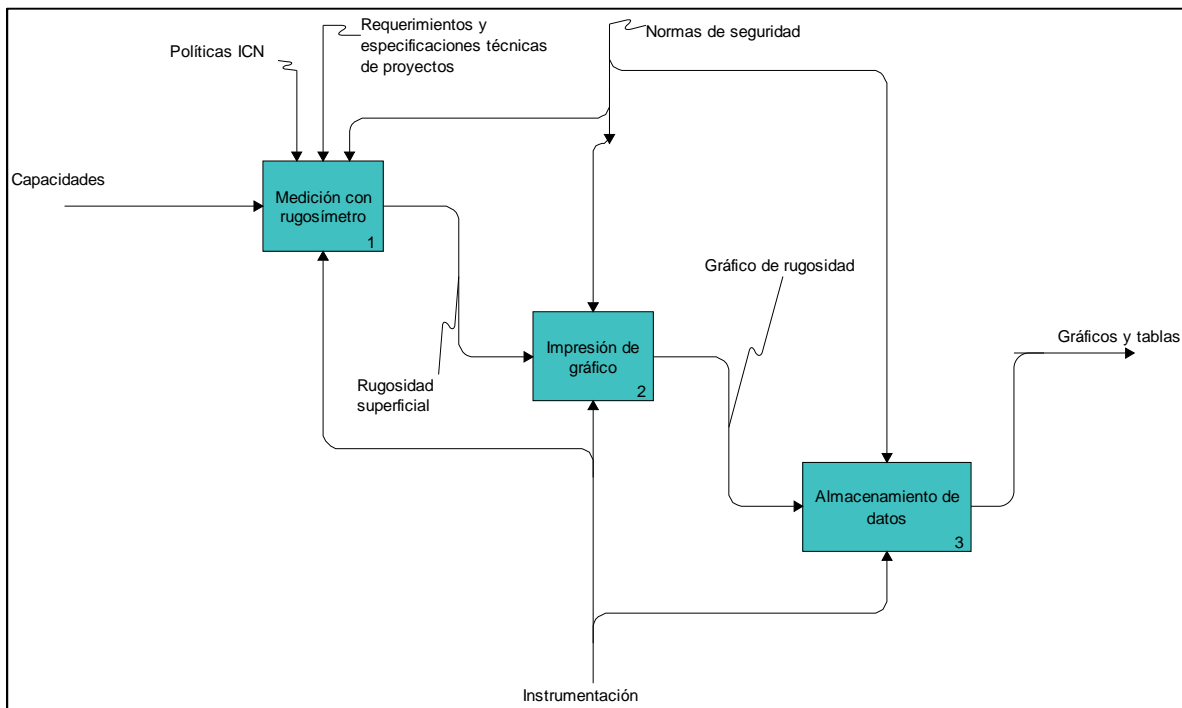 Requerimientos y
especificaciones técnicas
de proyectos
Normas de seguridad
Políticas ICN
Capacidades
Medición con
rugosímetro
1
Gráfico de rugosidad
Gráficos y tablas
Impresión de
gráfico
2
Rugosidad
superficial
Almacenamiento de
datos
3
Instrumentación